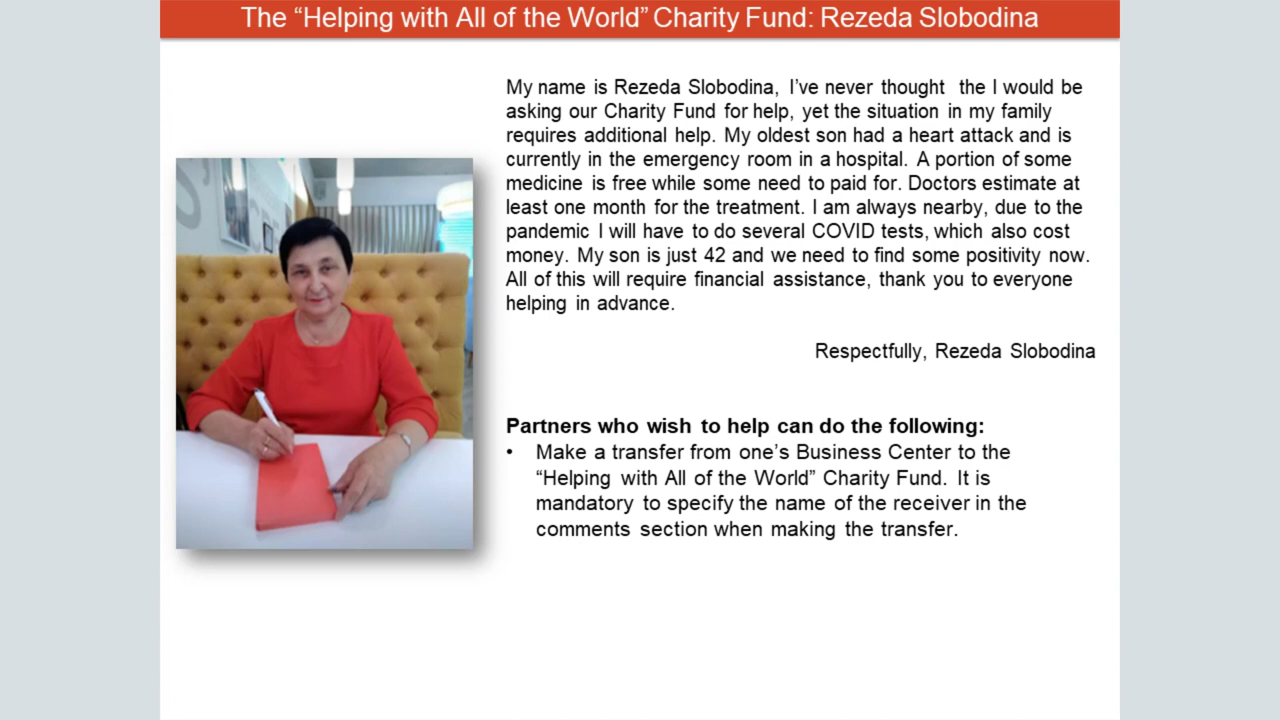 The “Helping with All of the World” Charity Fund: Rezeda Slobodina
My name is Rezeda Slobodina, I’ve never thought the I would be
asking our Charity Fund for help, yet the situation in my family
requires additional help. My oldest son had a heart attack and is
currently in the emergency room in a hospital. A portion of some
medicine is free while some need to paid for. Doctors estimate at
least one month for the treatment. I am always nearby, due to the
pandemic I will have to do several COVID tests, which also cost
money. My son is just 42 and we need to find some positivity now.
All of this will require financial assistance, thank you to everyone
helping in advance.
Respectfully, Rezeda Slobodina
Partners who wish to help can do the following:
• Make a transfer from one’s Business Center to the
“Helping with All of the World” Charity Fund. It is
mandatory to specify the name of the receiver in the
comments section when making the transfer.